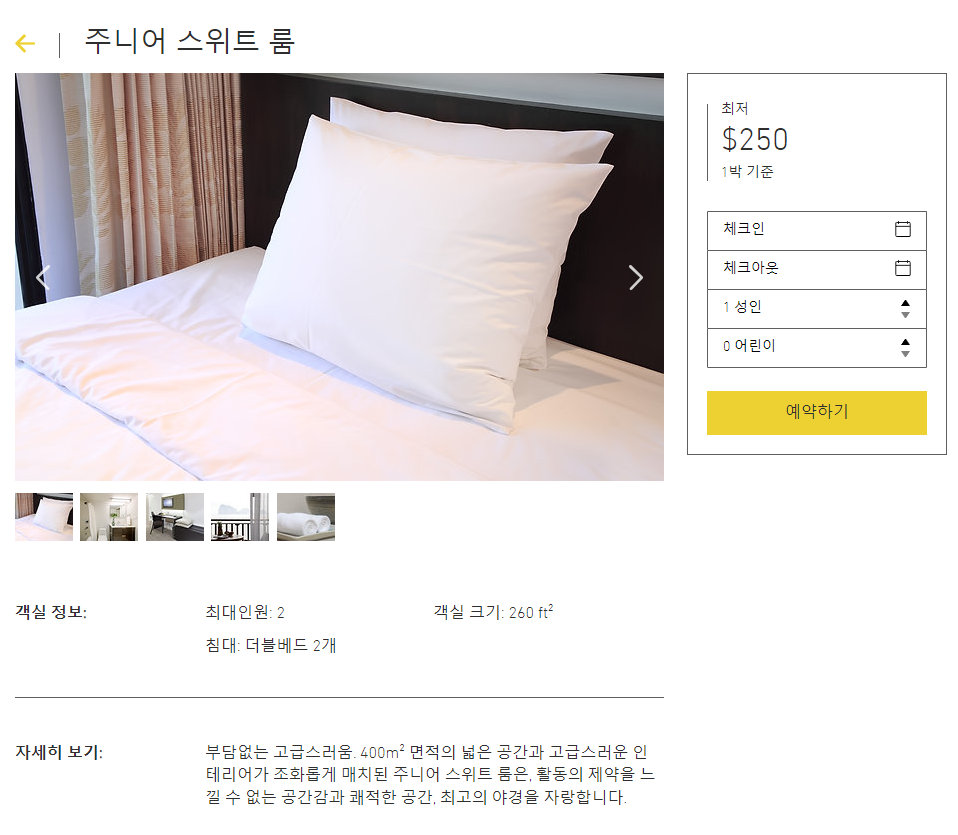 주니어 스위트 룸
최저
$250
1박 기준
체크인
체크아웃
1 성인
0 어린이
예약하기
객실 정보: 최대인원: 2 객실 크기: 260 ft²
침대: 더블베드 2개
자세히 보기: 부담없는 고급스러움. 400m² 면적의 넓은 공간과 고급스러운 인
테리어가 조화롭게 매치된 주니어 스위트 룸은, 활동의 제약을 느
낄 수 없는 공간감과 쾌적한 공간, 최고의 야경을 자랑합니다.